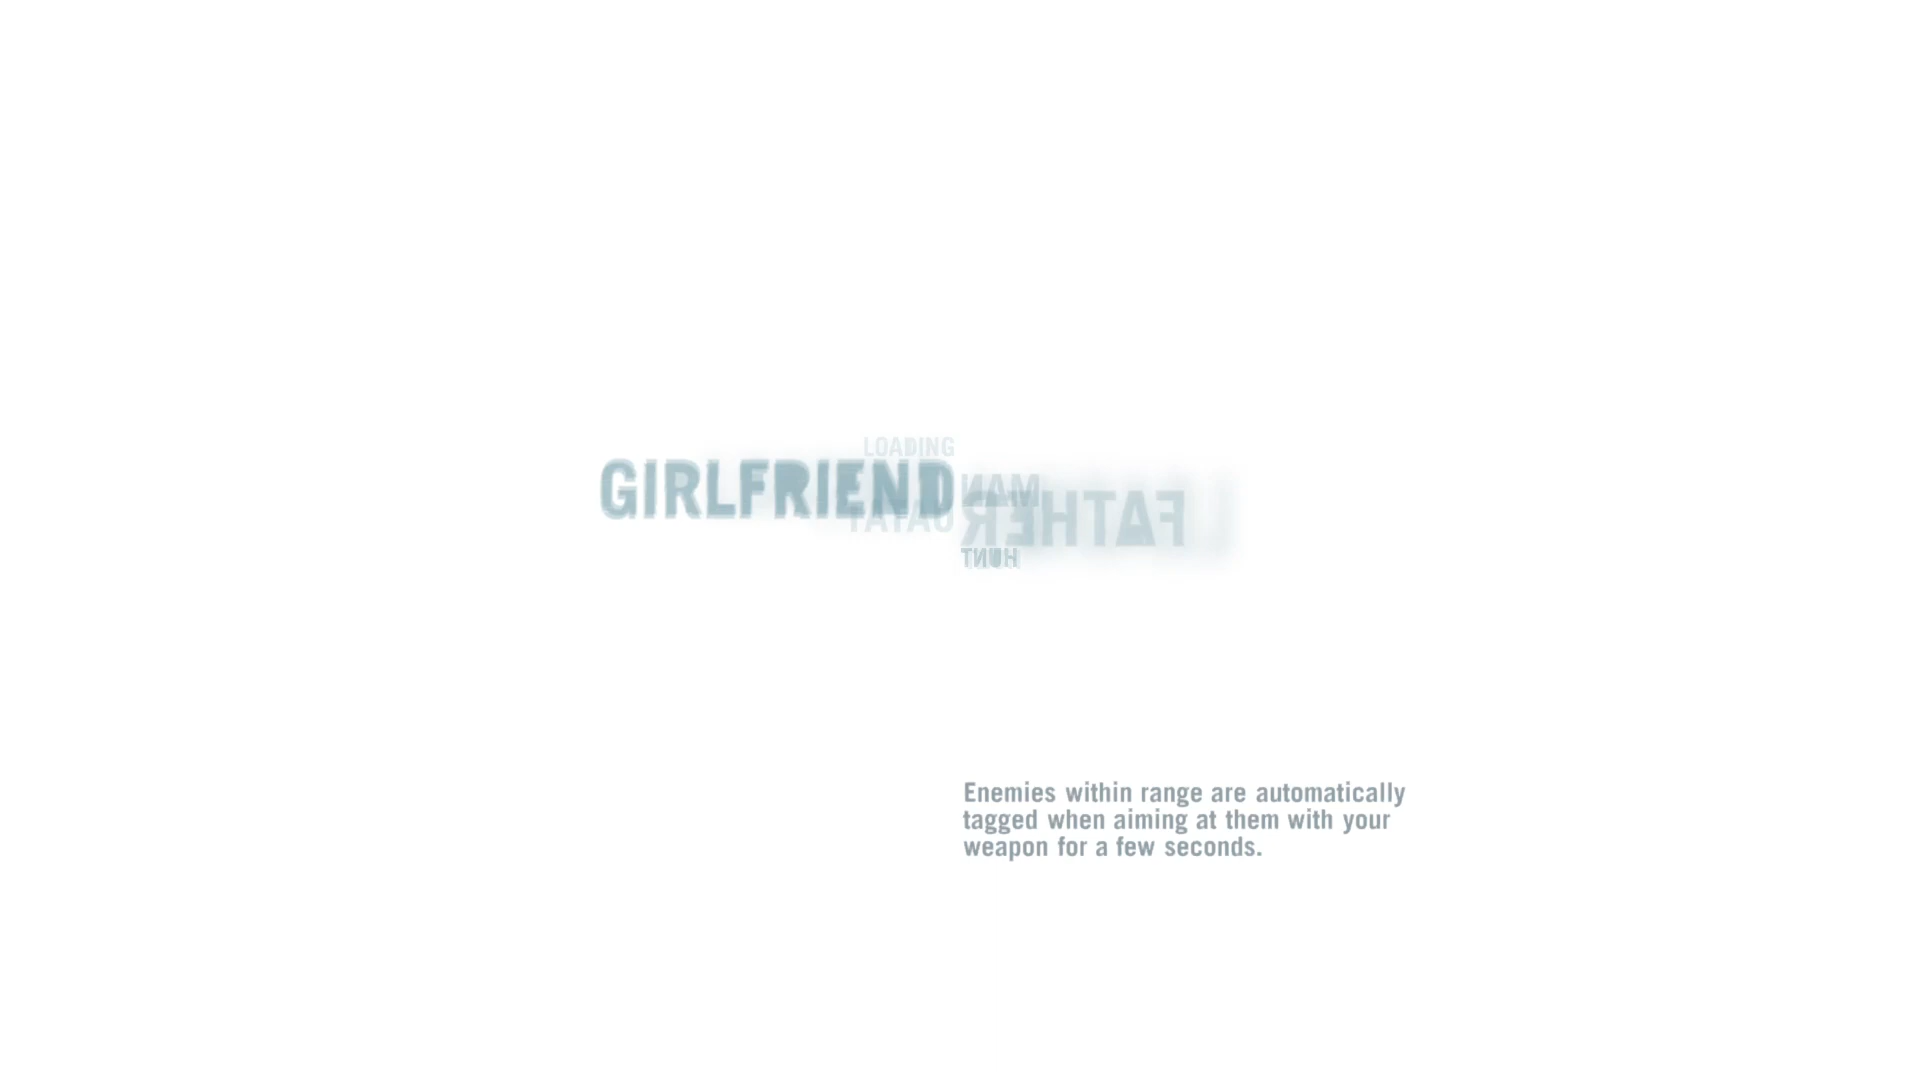 LOADING
GIRLFRIEND
MAN
FATHER
TATAU
HUNT
Enemies within range are automatically
tagged when aiming at them with your
weapon for a few seconds.